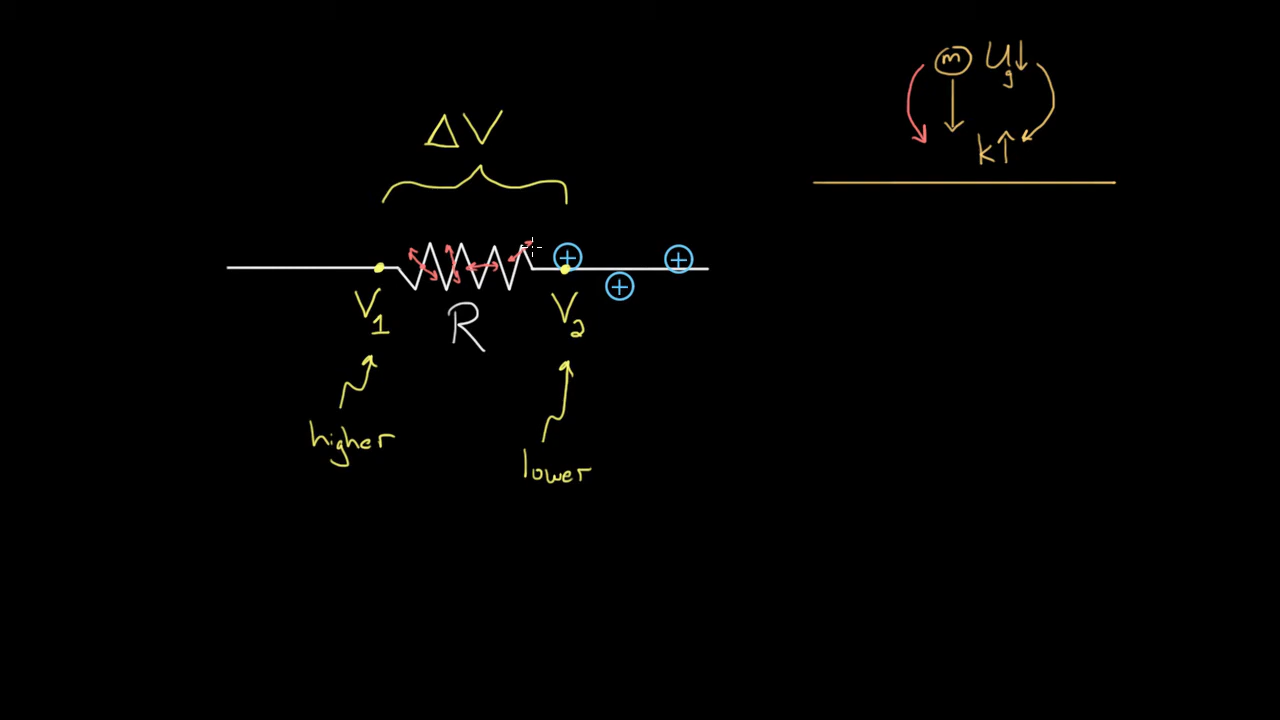 m Ug↓
k↑
ΔV
+ + +
V1 R V2
higher
lower